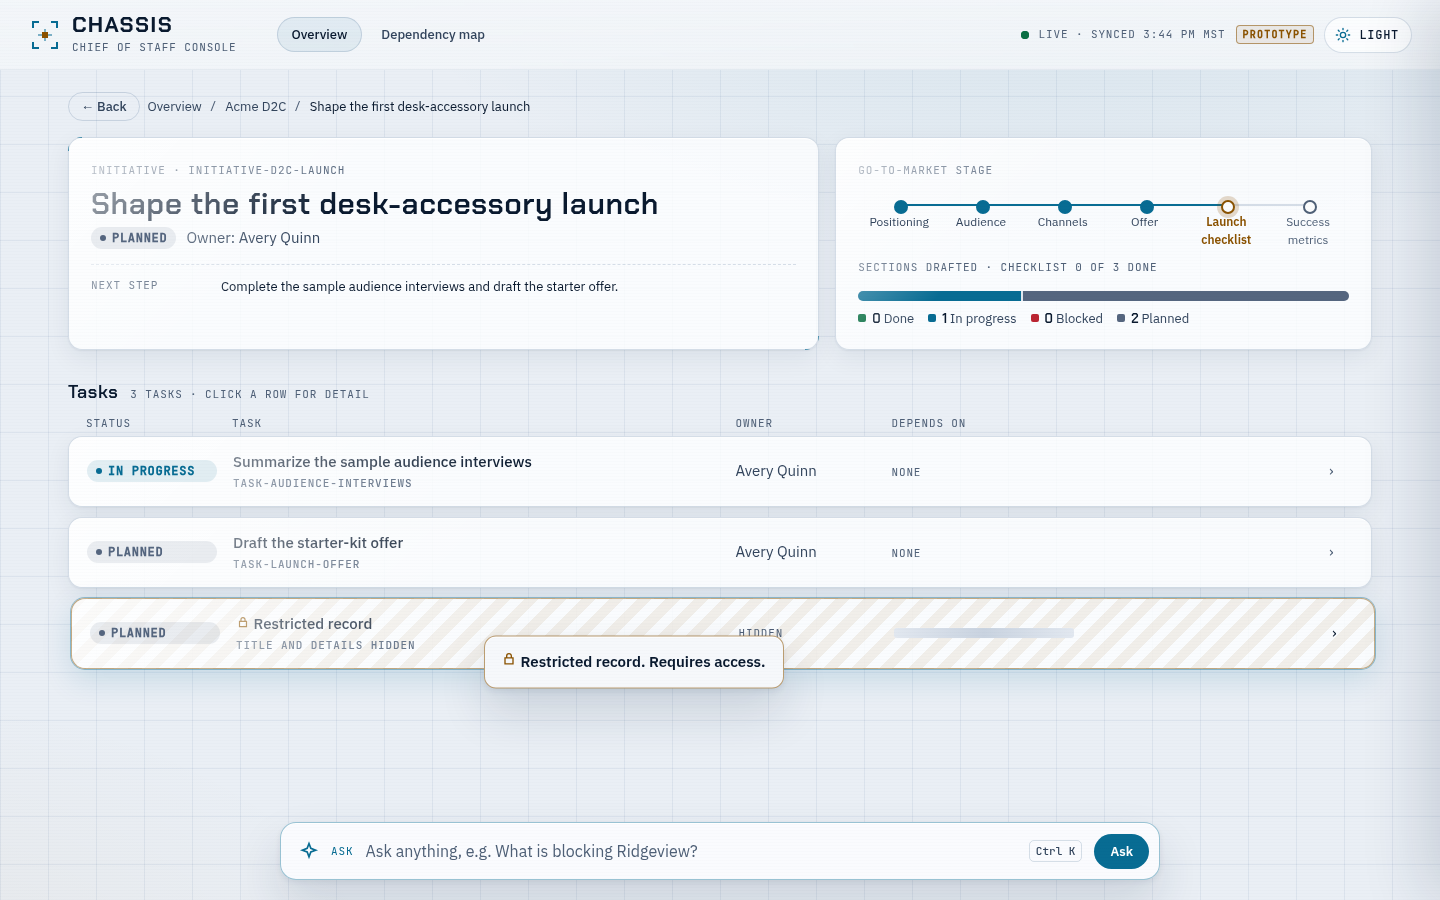 CHASSIS
CHIEF OF STAFF CONSOLE
Overview
Dependency map
LIVE · SYNCED 3:44 PM MST
PROTOTYPE
LIGHT
← Back
Overview / Acme D2C / Shape the first desk-accessory launch
INITIATIVE · INITIATIVE-D2C-LAUNCH
Shape the first desk-accessory launch
PLANNED
Owner: Avery Quinn
NEXT STEP
Complete the sample audience interviews and draft the starter offer.
GO-TO-MARKET STAGE
Positioning
Audience
Channels
Offer
Launch
checklist
Success
metrics
SECTIONS DRAFTED · CHECKLIST 0 OF 3 DONE
0 Done
1 In progress
0 Blocked
2 Planned
Tasks
3 TASKS · CLICK A ROW FOR DETAIL
STATUS
TASK
OWNER
DEPENDS ON
IN PROGRESS
Summarize the sample audience interviews
TASK-AUDIENCE-INTERVIEWS
Avery Quinn
NONE
›
PLANNED
Draft the starter-kit offer
TASK-LAUNCH-OFFER
Avery Quinn
NONE
›
PLANNED
Restricted record
TITLE AND DETAILS HIDDEN
HIDDEN
›
Restricted record. Requires access.
ASK
Ask anything, e.g. What is blocking Ridgeview?
Ctrl K
Ask